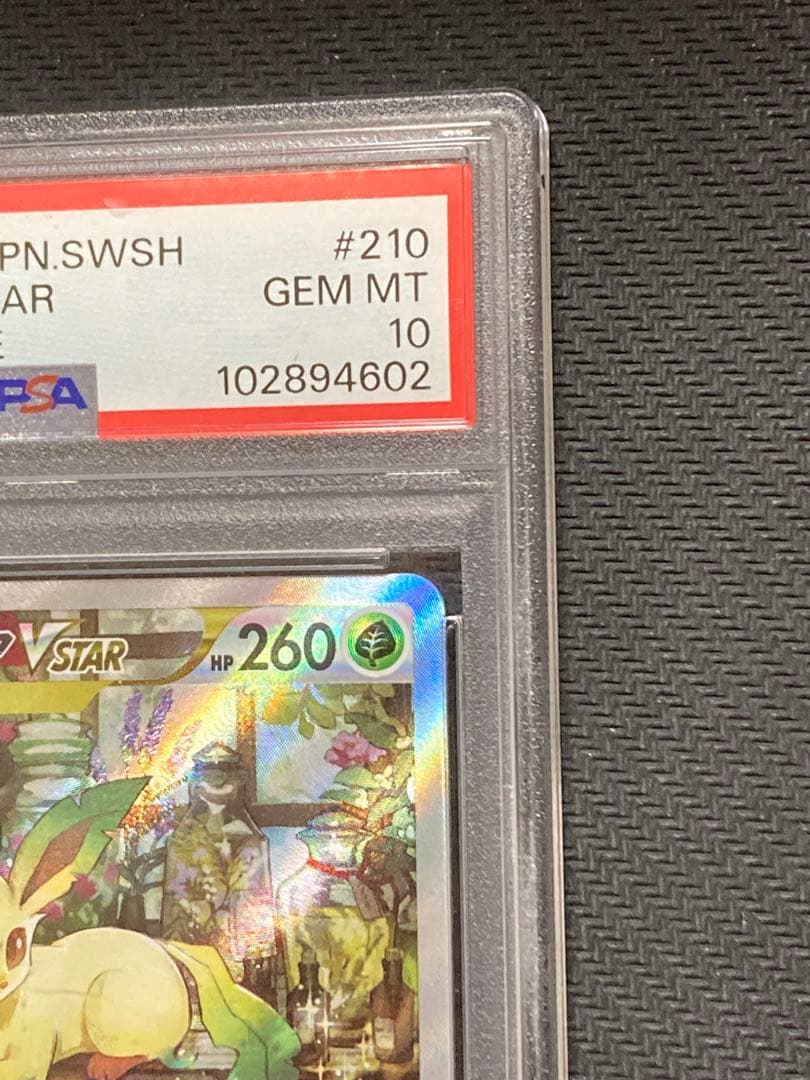 PN.SWSH #210
AR GEM MT
E 10
PSA 102894602
VSTAR HP 260